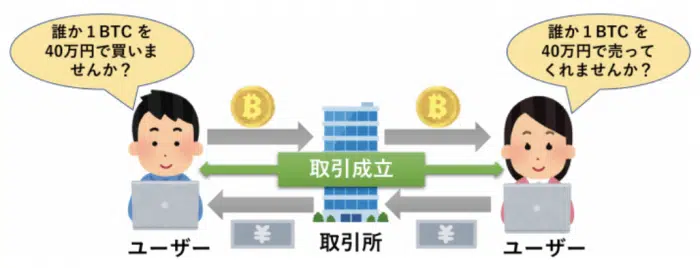 誰か１BTC を
40万円で買いま
せんか？
誰か１BTC を
40万円で売って
くれませんか？
B
B
取引成立
¥
¥
ユーザー
取引所
ユーザー